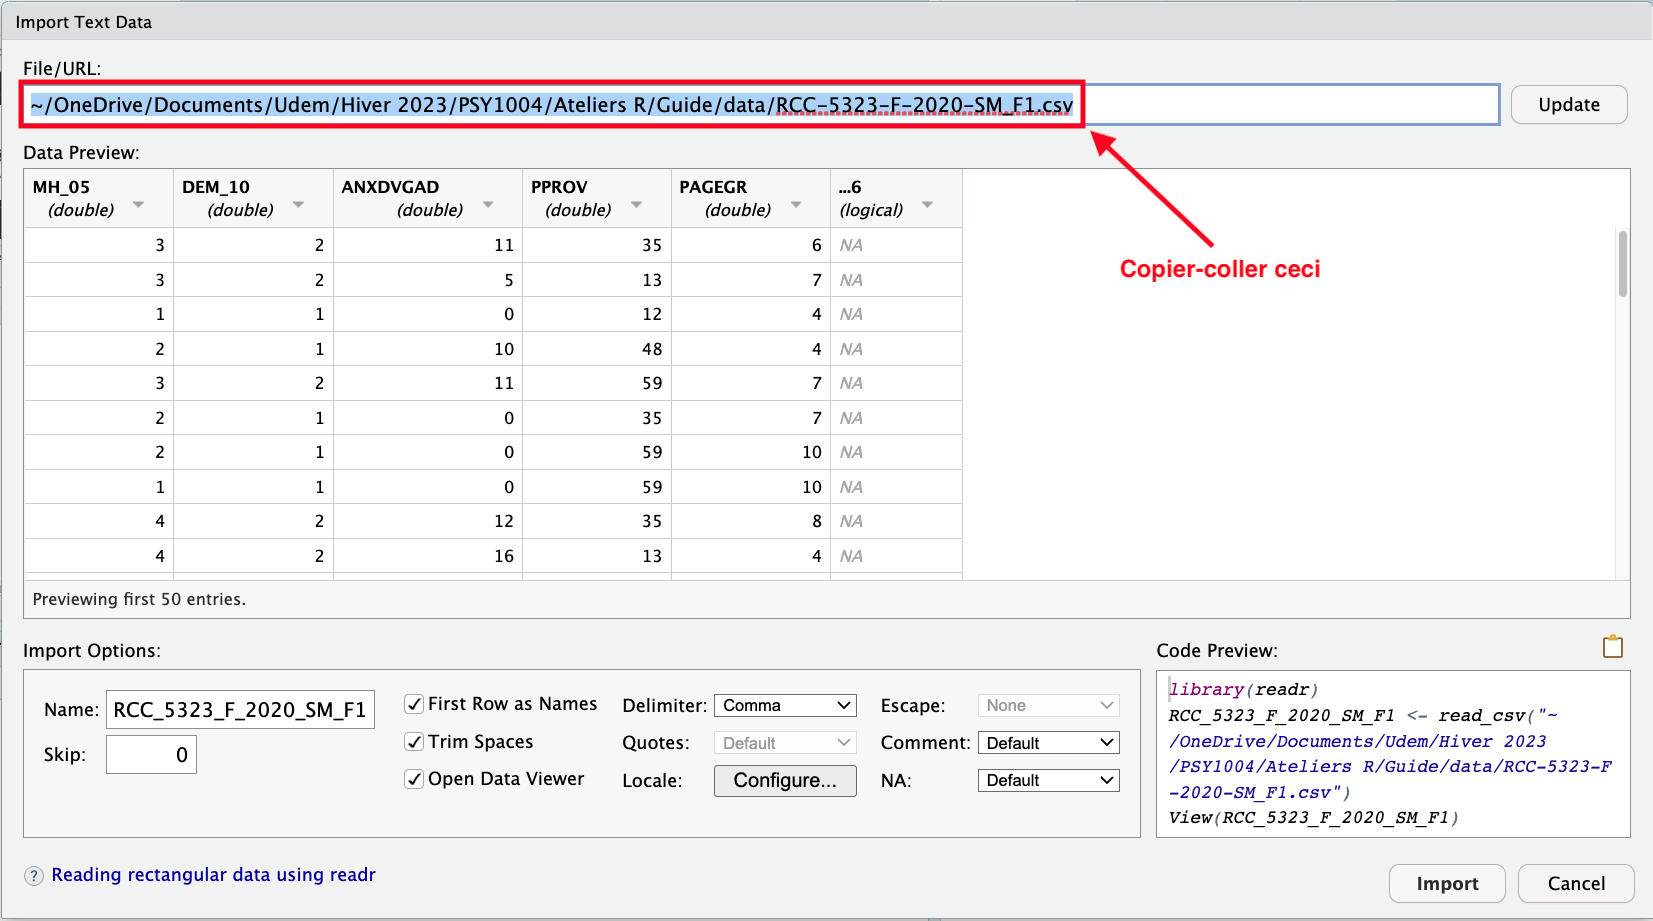 Import Text Data
File/URL:
~/OneDrive/Documents/Udem/Hiver 2023/PSY1004/Ateliers R/Guide/data/RCC-5323-F-2020-SM_F1.csv
Update
Data Preview:
Copier-coller ceci
MH_05 DEM_10 ANXDVGAD PPROV PAGEGR ...6
(double) (double) (double) (double) (double) (logical)
3 2 11 35 6 NA
3 2 5 13 7 NA
1 1 0 12 4 NA
2 1 10 48 4 NA
3 2 11 59 7 NA
2 1 0 35 7 NA
2 1 0 59 10 NA
1 1 0 59 10 NA
4 2 12 35 8 NA
4 2 16 13 4 NA
Previewing first 50 entries.
Import Options:
Name: RCC_5323_F_2020_SM_F1
Skip: 0
First Row as Names
Trim Spaces
Open Data Viewer
Delimiter: Comma
Quotes: Default
Locale: Configure...
Escape: None
Comment: Default
NA: Default
Code Preview:
library(readr)
RCC_5323_F_2020_SM_F1 <- read_csv("~
/OneDrive/Documents/Udem/Hiver 2023
/PSY1004/Ateliers R/Guide/data/RCC-5323-F
-2020-SM_F1.csv")
View(RCC_5323_F_2020_SM_F1)
? Reading rectangular data using readr
Import
Cancel